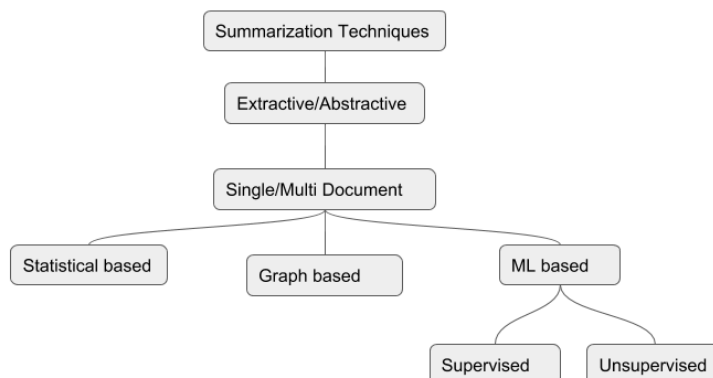 Summarization Techniques
Extractive/Abstractive
Single/Multi Document
Statistical based
Graph based
ML based
Supervised
Unsupervised